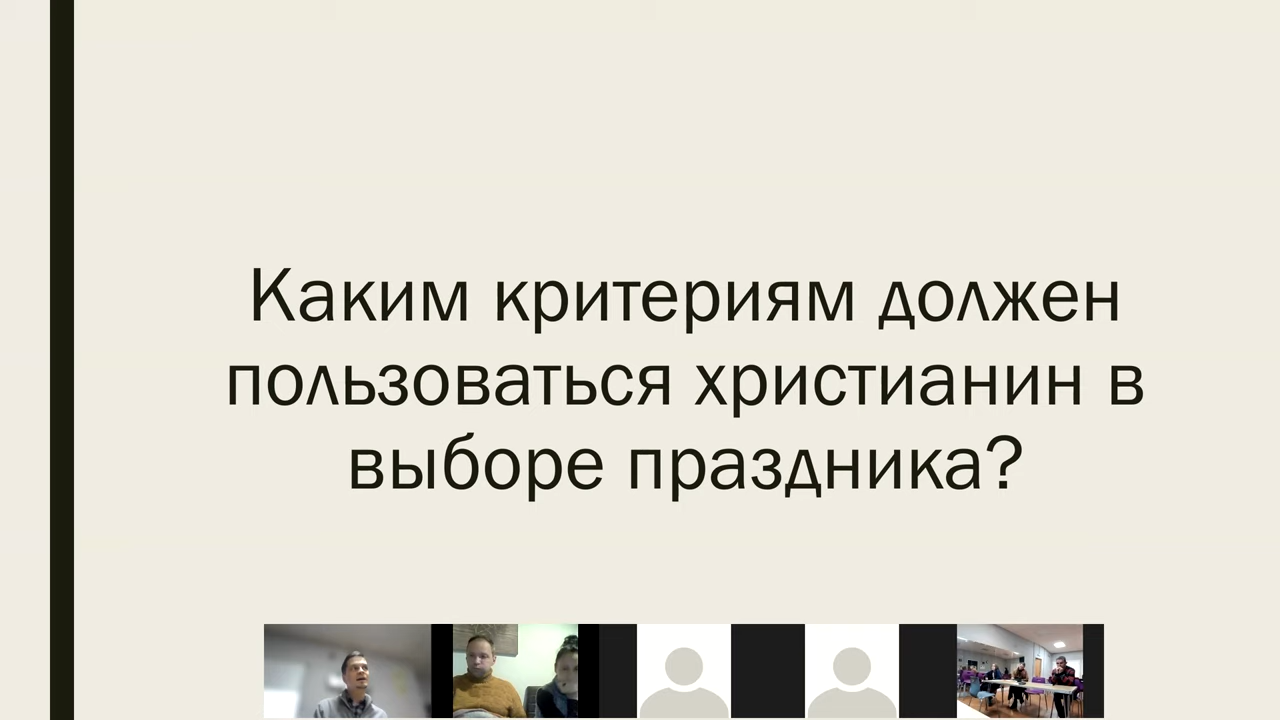 Каким критериям должен
пользоваться христианин в
выборе праздника?